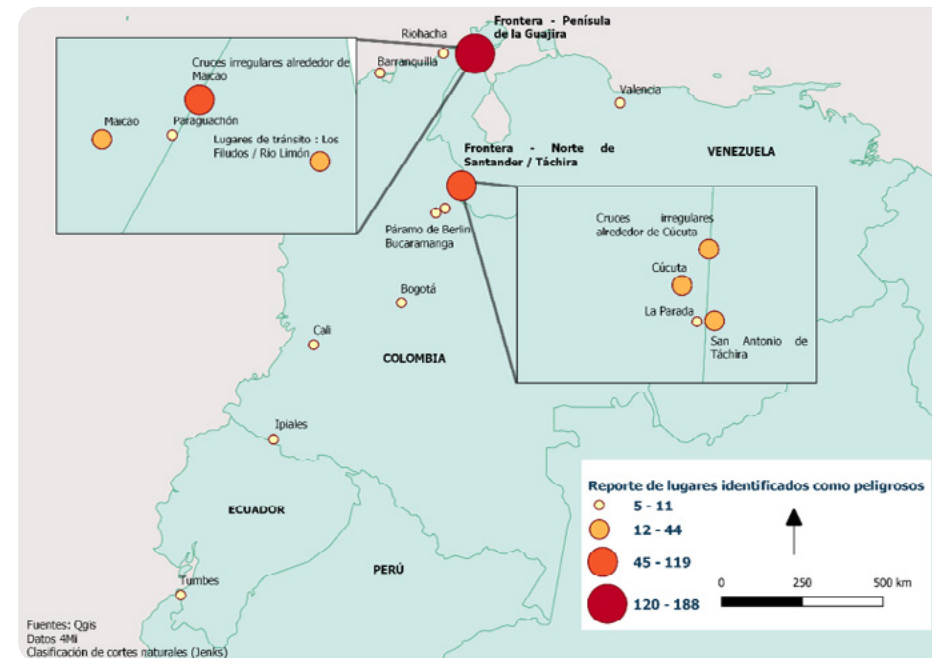 Frontera - Penísula
de la Guajira
Riohacha
Barranquilla
Cruces irregulares alrededor de
Maicao
Maicao
Paraguachón
Lugares de tránsito : Los
Filudos / Rio Limón
Valencia
Frontera - Norte de
Santander / Táchira
VENEZUELA
Páramo de Berlin
Bucaramanga
Cruces irregulares
alrededor de Cúcuta
Cúcuta
La Parada
San Antonio de
Táchira
Bogotá
Cali
COLOMBIA
Ipiales
ECUADOR
PERÚ
Tumbes
Reporte de lugares identificados como peligrosos
5 - 11
12 - 44
45 - 119
120 - 188
0 250 500 km
Fuentes: Qgis
Datos 4Mi
Clasificación de cortes naturales (Jenks)